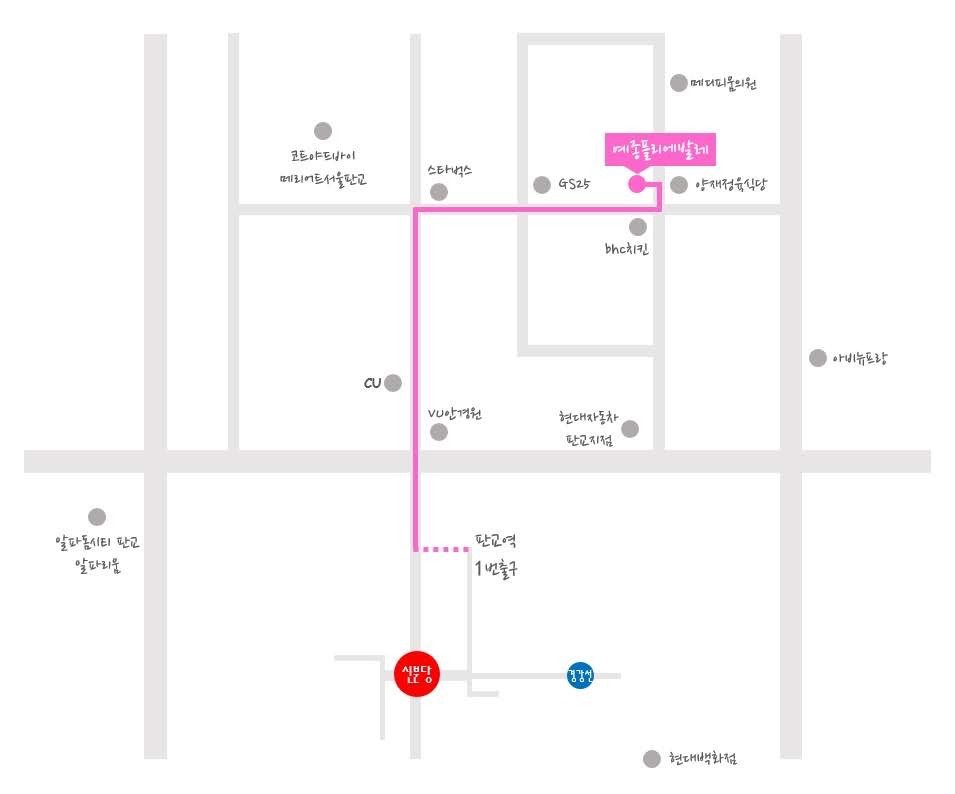 메디피움의원
예종플리에발레
코트야드바이
메리어트서울판교
스타벅스
GS25
양재정육식당
bhc치킨
아비뉴프랑
CU
VU안경원
현대자동차
판교지점
알파돔시티 판교
알파리움
판교역
1번출구
신분당
경강선
현대백화점